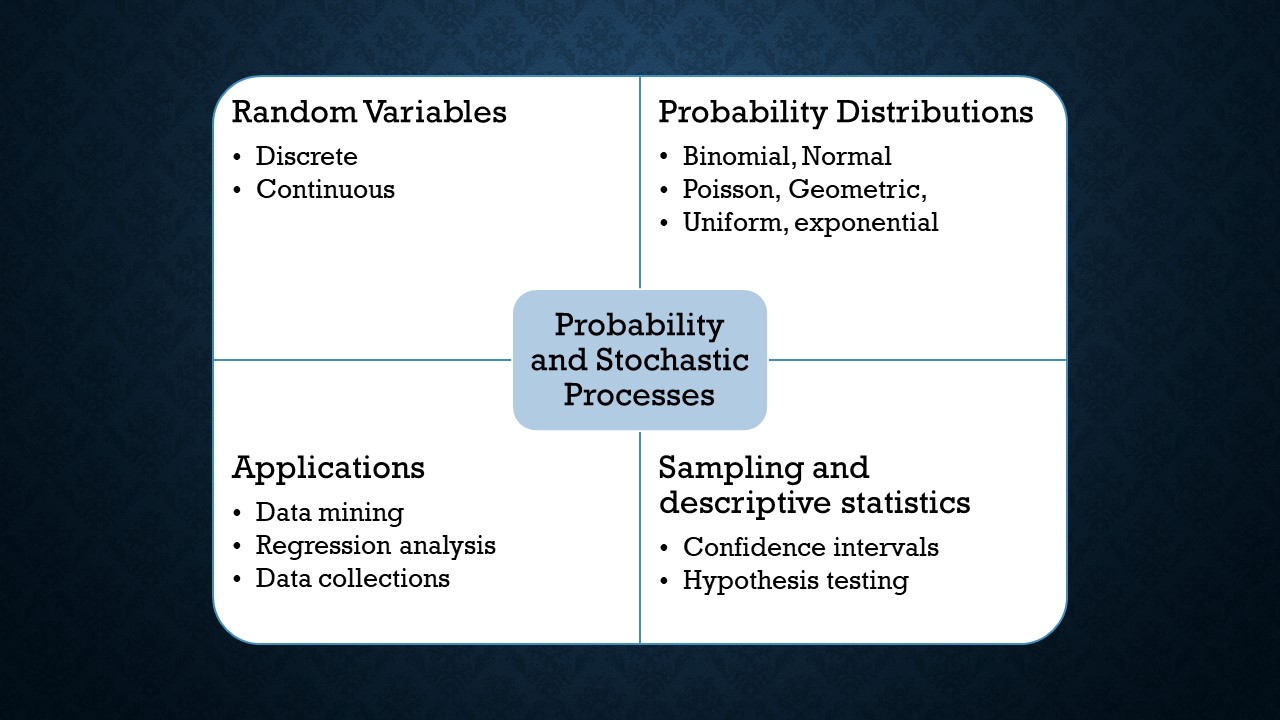 Random Variables
• Discrete
• Continuous
Probability Distributions
• Binomial, Normal
• Poisson, Geometric,
• Uniform, exponential
Probability
and Stochastic
Processes
Applications
• Data mining
• Regression analysis
• Data collections
Sampling and
descriptive statistics
• Confidence intervals
• Hypothesis testing